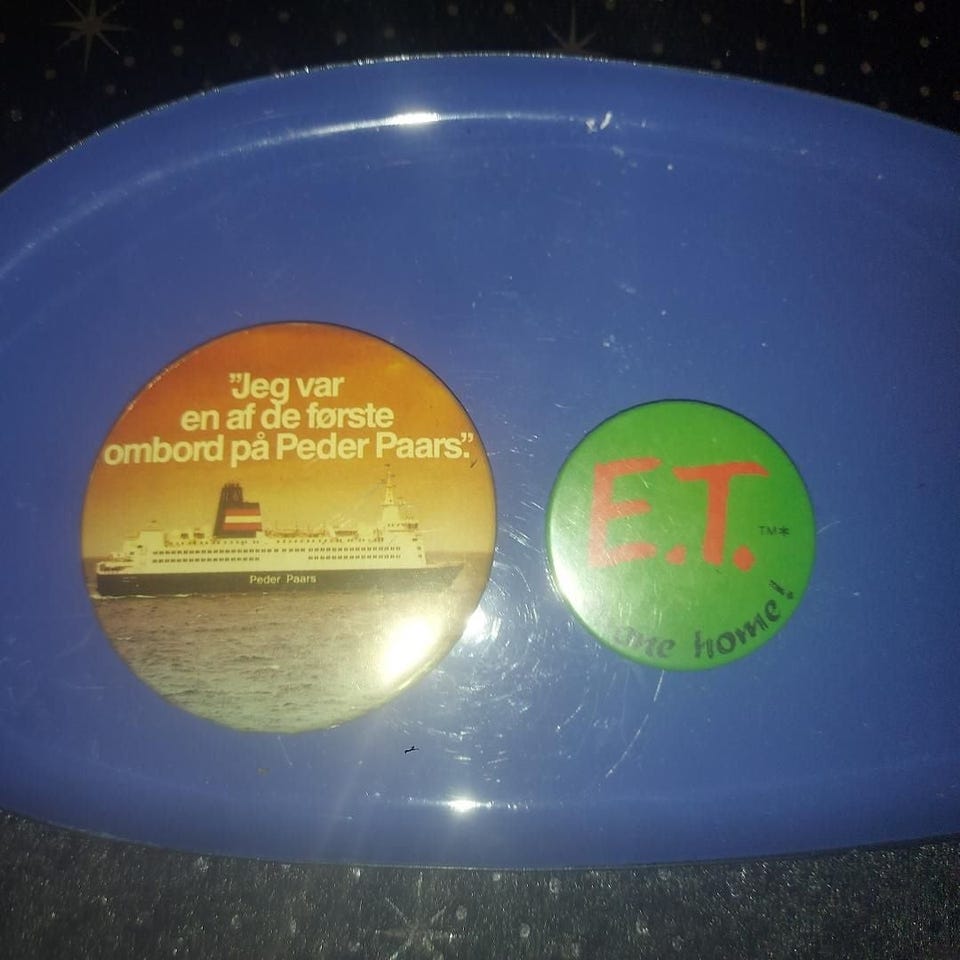 ”Jeg var
en af de første
ombord på Peder Paars.”
Peder Paars
E.T.
TM*
home!